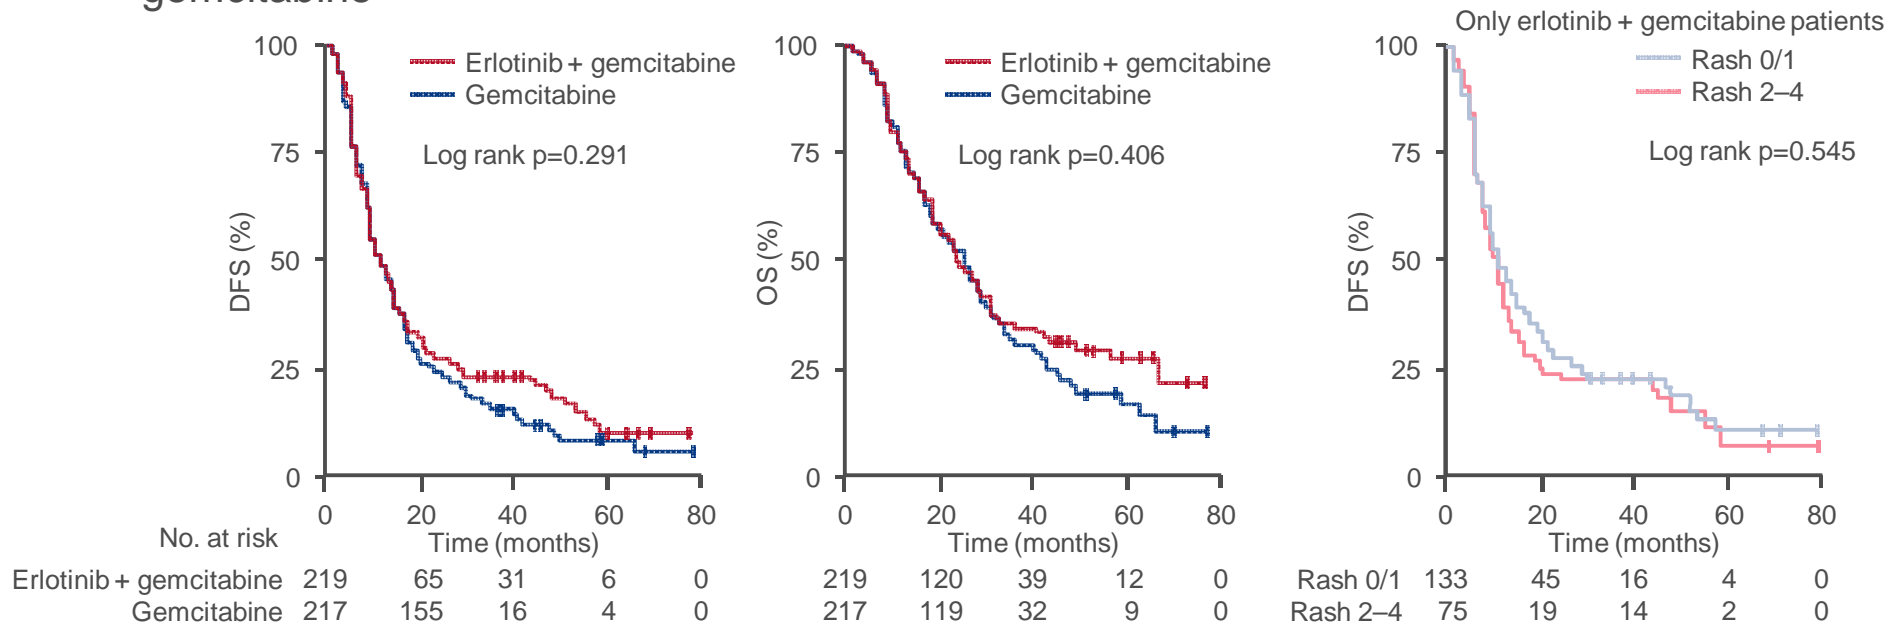 gemcitabine
Only erlotinib + gemcitabine patients
100
75
50
25
0
DFS (%)
Erlotinib + gemcitabine
Gemcitabine
Log rank p=0.291
0 20 40 60 80
Time (months)
100
75
50
25
0
OS (%)
Erlotinib + gemcitabine
Gemcitabine
Log rank p=0.406
0 20 40 60 80
Time (months)
100
75
50
25
0
DFS (%)
Rash 0/1
Rash 2–4
Log rank p=0.545
0 20 40 60 80
Time (months)
No. at risk
Erlotinib + gemcitabine 219 65 31 6 0 219 120 39 12 0 Rash 0/1 133 45 16 4 0
Gemcitabine 217 155 16 4 0 217 119 32 9 0 Rash 2–4 75 19 14 2 0